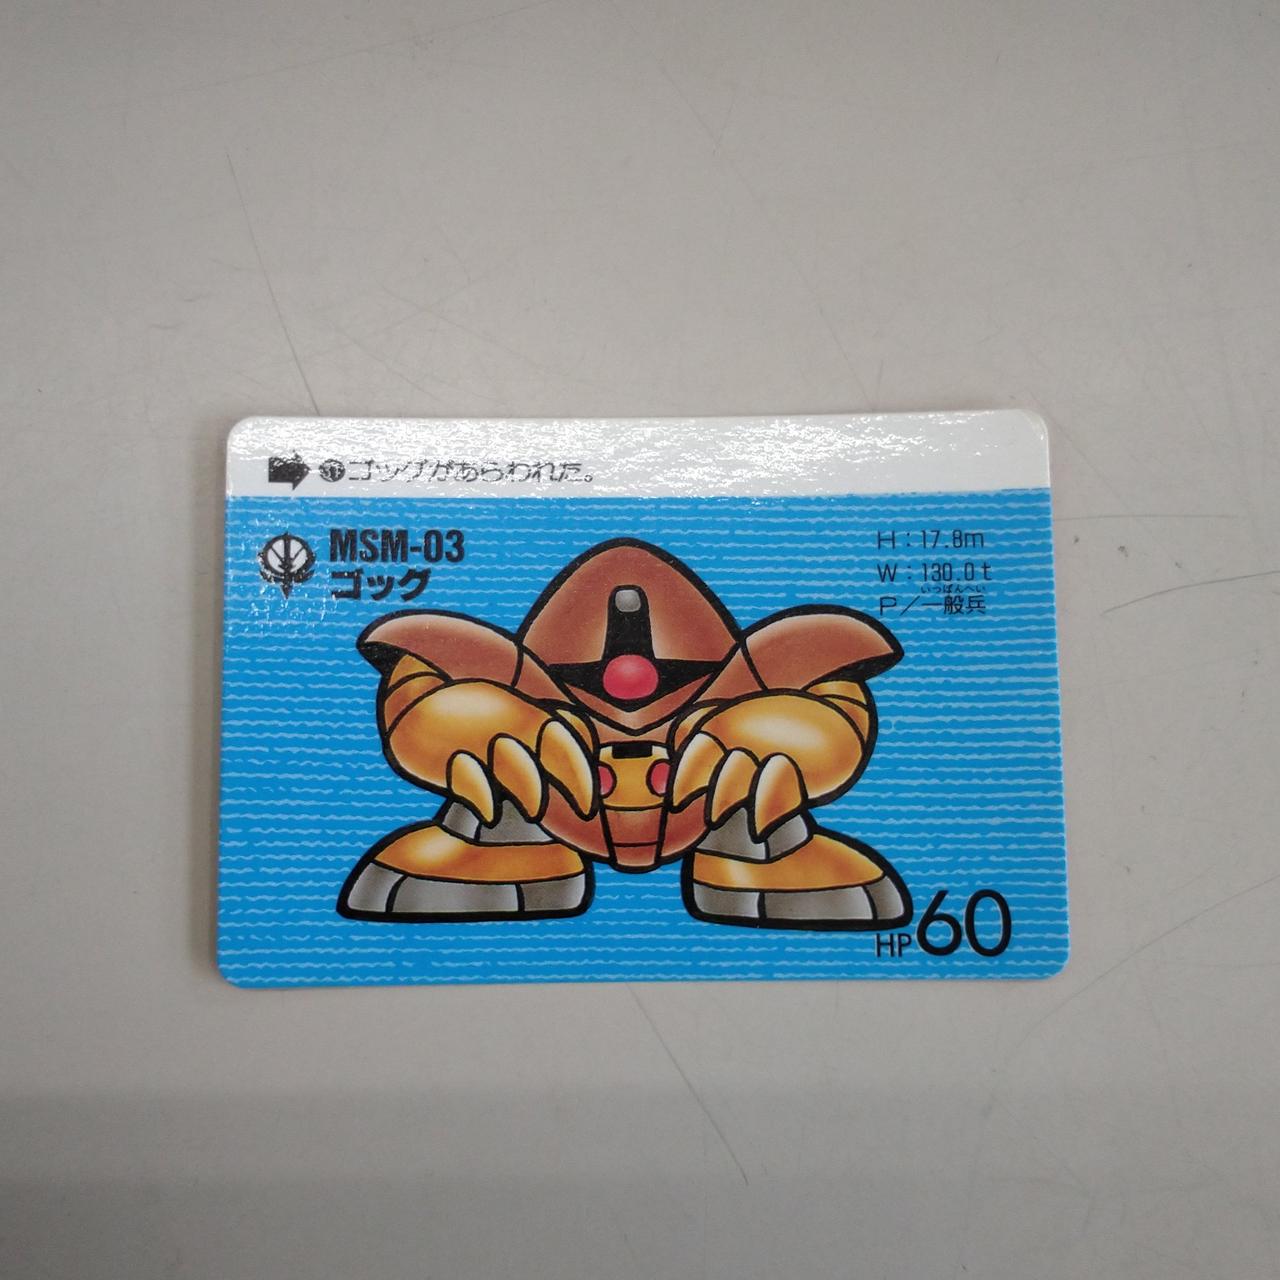 ゴッグがあらわれた。
MSM-03
ゴッグ
H：17.8m
W：130.0t
いっぱんへい
P／一般兵
HP60